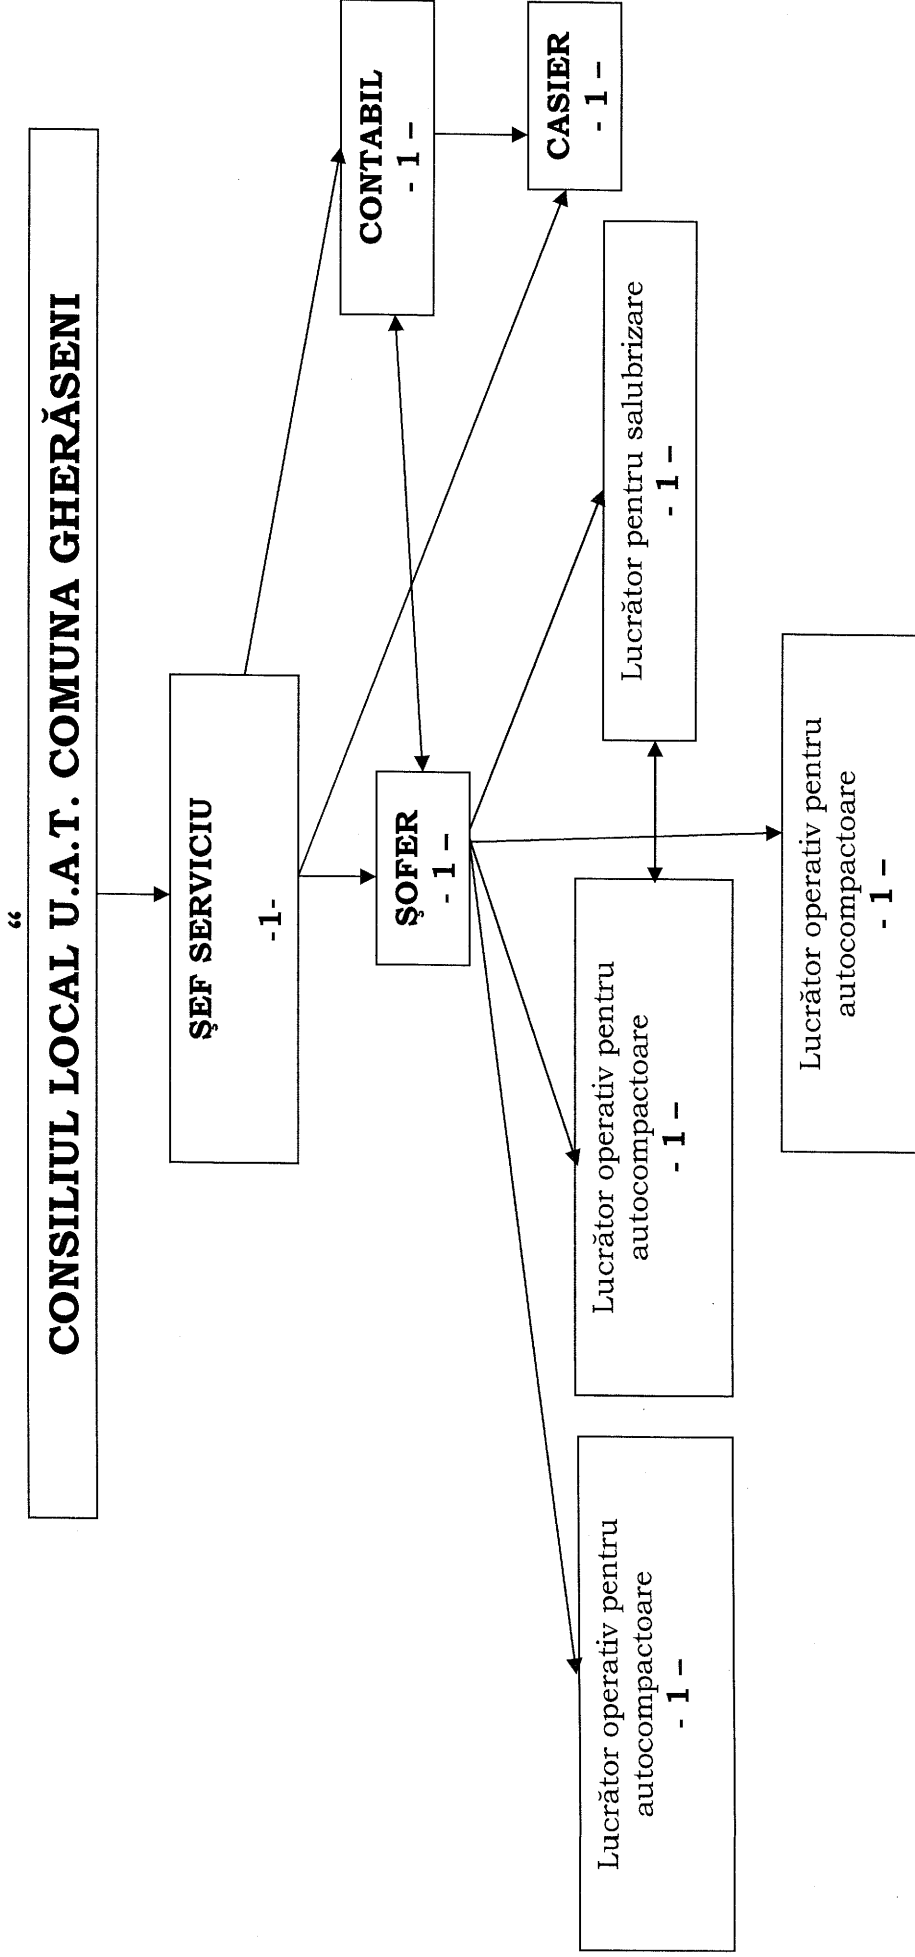 “
CONSILIUL LOCAL U.A.T. COMUNA GHERĂSENI
ŞEF SERVICIU
-1-
CONTABIL
- 1 –
ŞOFER
- 1 –
CASIER
- 1 –
Lucrător operativ pentru
autocompactoare
- 1 –
Lucrător operativ pentru
autocompactoare
- 1 –
Lucrător pentru salubrizare
- 1 –
Lucrător operativ pentru
autocompactoare
- 1 –